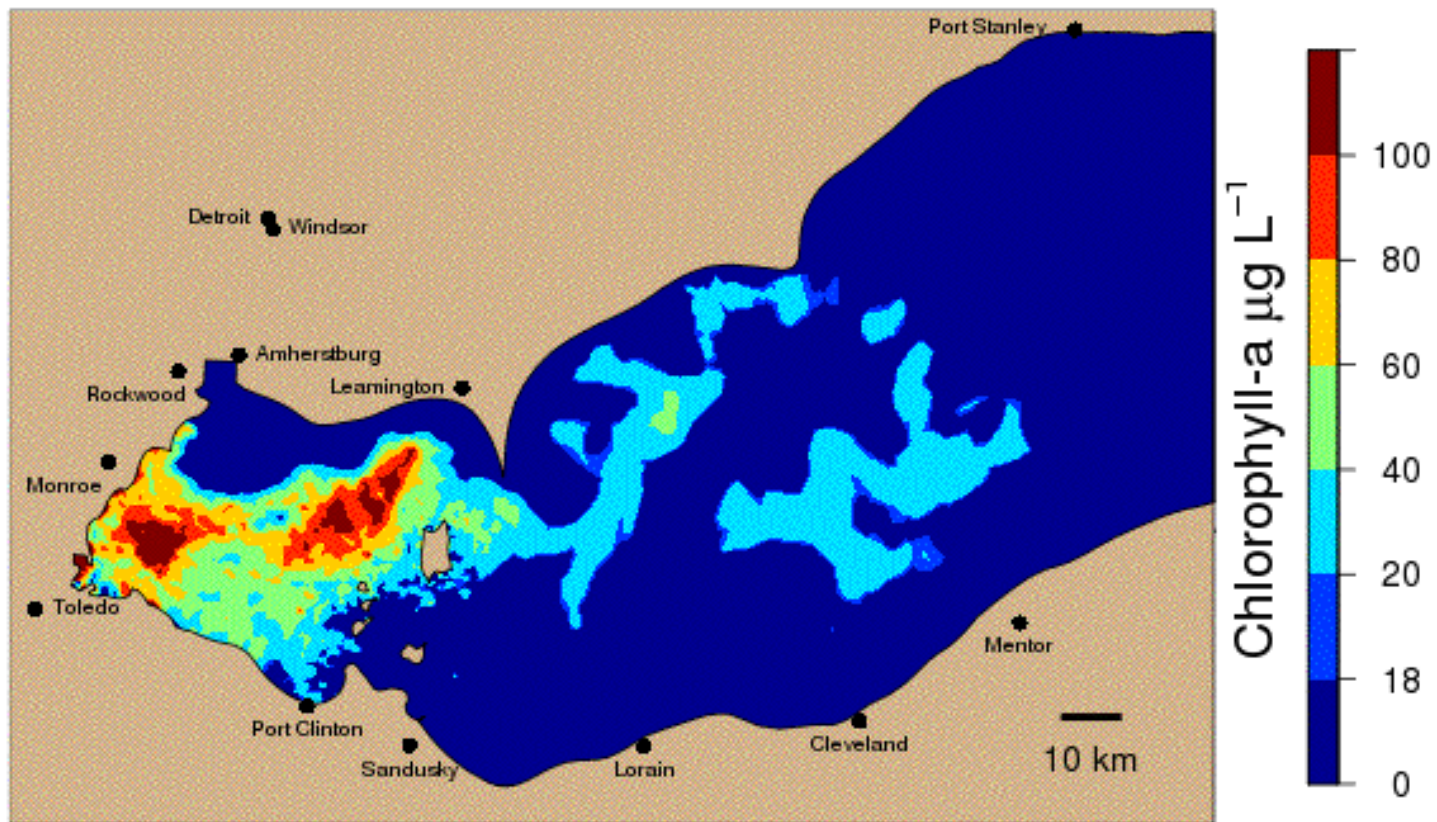 Port Stanley
Detroit
Windsor
Amherstburg
Rockwood
Leamington
Monroe
Toledo
Port Clinton
Sandusky
Lorain
Cleveland
Mentor
10 km
Chlorophyll-a µg L⁻¹
100
80
60
40
20
18
0